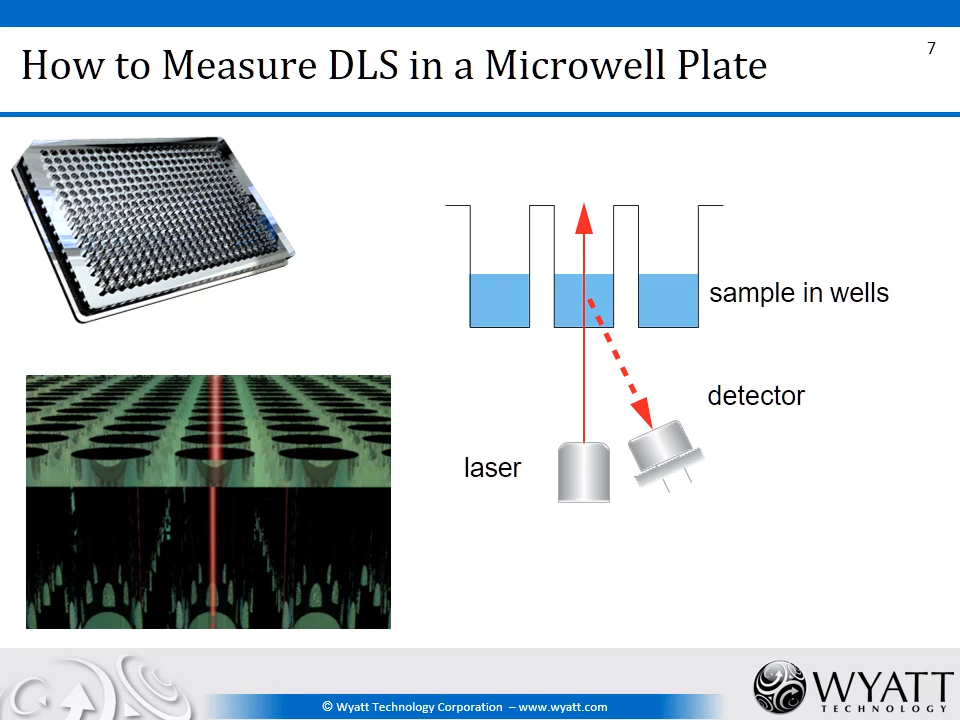 How to Measure DLS in a Microwell Plate
7
sample in wells
detector
laser
© Wyatt Technology Corporation – www.wyatt.com
WYATT
TECHNOLOGY